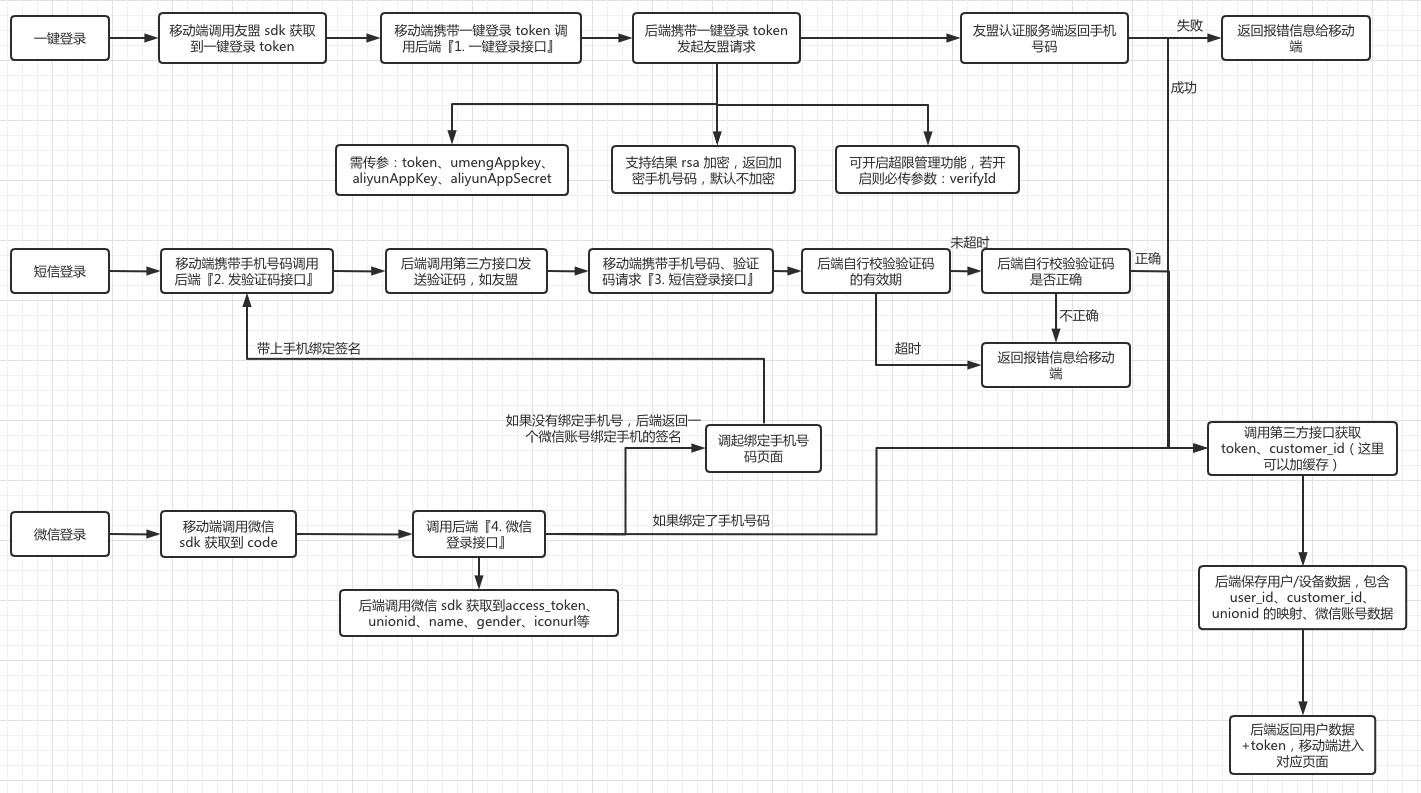 一键登录
移动端调用友盟 sdk 获取
到一键登录 token
移动端携带一键登录 token 调
用后端『1. 一键登录接口』
后端携带一键登录 token
发起友盟请求
友盟认证服务端返回手机
号码
失败
返回报错信息给移动
端
成功
需传参：token、umengAppkey、
aliyunAppKey、aliyunAppSecret
支持结果 rsa 加密，返回加
密手机号码，默认不加密
可开启超限管理功能，若开
启则必传参数：verifyId
短信登录
移动端携带手机号码调用
后端『2. 发验证码接口』
后端调用第三方接口发
送验证码，如友盟
移动端携带手机号码、验证
码请求『3. 短信登录接口』
后端自行校验验证码
的有效期
未超时
后端自行校验验证码
是否正确
正确
不正确
超时
返回报错信息给移动
端
带上手机绑定签名
如果没有绑定手机号，后端返回一
个微信账号绑定手机的签名
调起绑定手机号
码页面
调用第三方接口获取
token、customer_id（这里
可以加缓存）
微信登录
移动端调用微信
sdk 获取到 code
调用后端『4. 微信
登录接口』
如果绑定了手机号码
后端调用微信 sdk 获取到access_token、
unionid、name、gender、iconurl等
后端保存用户/设备数据，包含
user_id、customer_id、
unionid 的映射、微信账号数据
后端返回用户数据
+token，移动端进入
对应页面